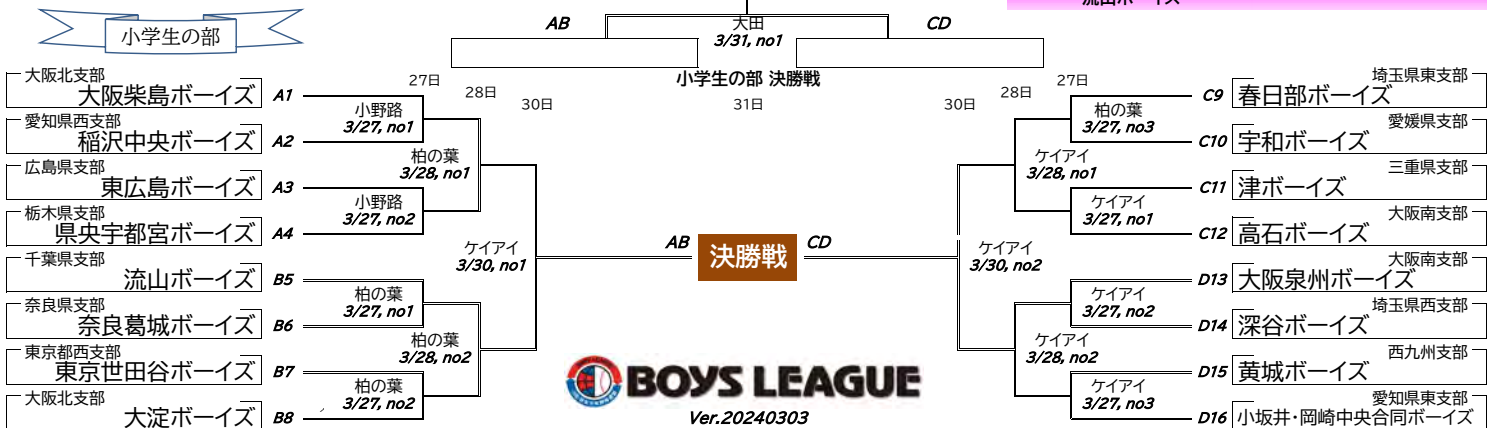 流山ボーイズ
小学生の部
AB
大田
3/31, no1
CD
小学生の部 決勝戦
27日
28日
30日
31日
30日
28日
27日
大阪北支部
大阪柴島ボーイズ A1
愛知県西支部
稲沢中央ボーイズ A2
広島県支部
東広島ボーイズ A3
栃木県支部
県央宇都宮ボーイズ A4
千葉県支部
流山ボーイズ B5
奈良県支部
奈良葛城ボーイズ B6
東京都西支部
東京世田谷ボーイズ B7
大阪北支部
大淀ボーイズ B8
小野路
3/27, no1
小野路
3/27, no2
柏の葉
3/27, no1
柏の葉
3/27, no2
柏の葉
3/28, no1
柏の葉
3/28, no2
ケイアイ
3/30, no1
AB 決勝戦 CD
ケイアイ
3/30, no2
ケイアイ
3/28, no1
ケイアイ
3/28, no2
柏の葉
3/27, no3
ケイアイ
3/27, no1
ケイアイ
3/27, no2
ケイアイ
3/27, no3
埼玉県東支部
C9 春日部ボーイズ
愛媛県支部
C10 宇和ボーイズ
三重県支部
C11 津ボーイズ
大阪南支部
C12 高石ボーイズ
大阪南支部
D13 大阪泉州ボーイズ
埼玉県西支部
D14 深谷ボーイズ
西九州支部
D15 黄城ボーイズ
愛知県東支部
D16 小坂井・岡崎中央合同ボーイズ
BOYS LEAGUE
Ver.20240303